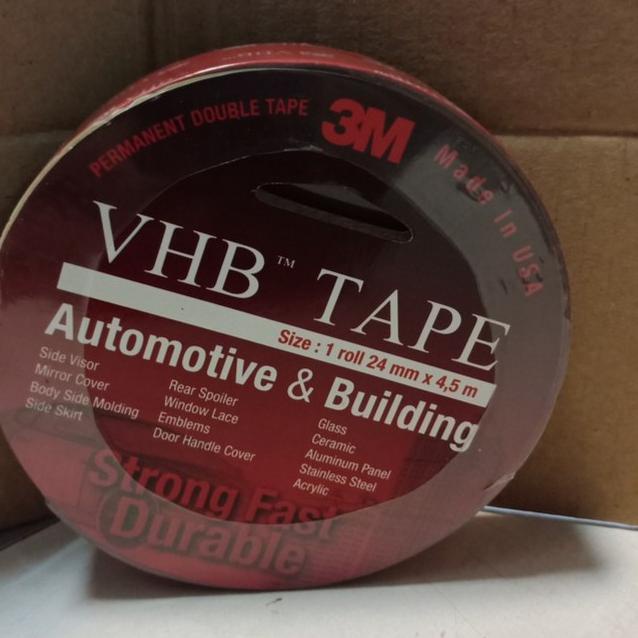 PERMANENT DOUBLE TAPE
3M
Made In USA
VHB™ TAPE
Size : 1 roll 24 mm x 4,5 m
Automotive & Building
Side Visor
Mirror Cover
Body Side Molding
Side Skirt
Rear Spoiler
Window Lace
Emblems
Door Handle Cover
Glass
Ceramic
Aluminum Panel
Stainless Steel
Acrylic
Strong Fast
Durable